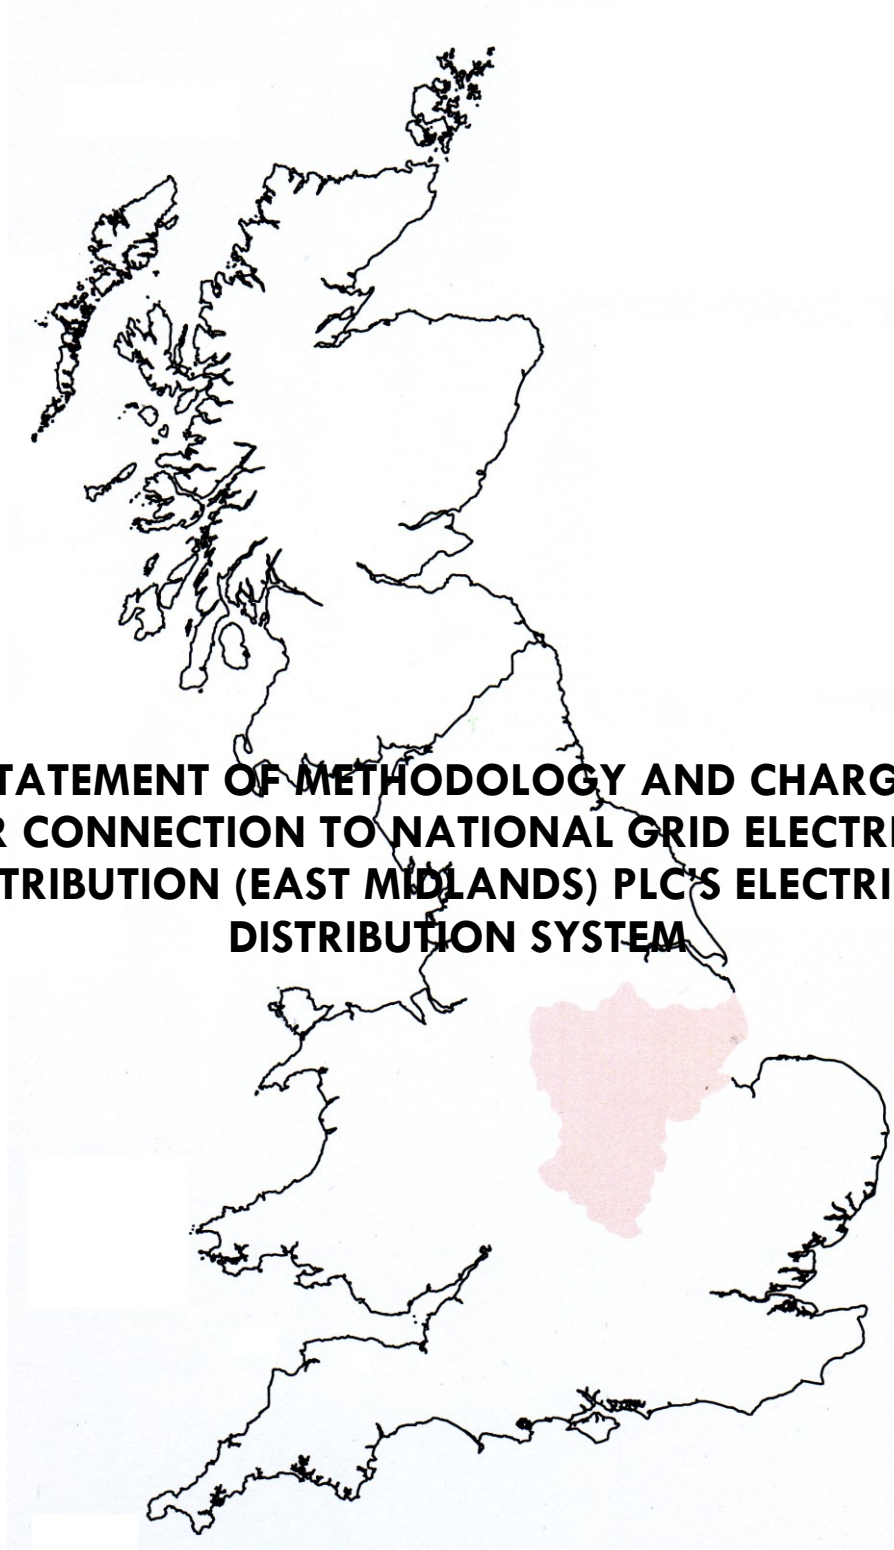 TATEMENT OF METHODOLOGY AND CHARG
R CONNECTION TO NATIONAL GRID ELECTRI
TRIBUTION (EAST MIDLANDS) PLC'S ELECTRI
DISTRIBUTION SYSTEM